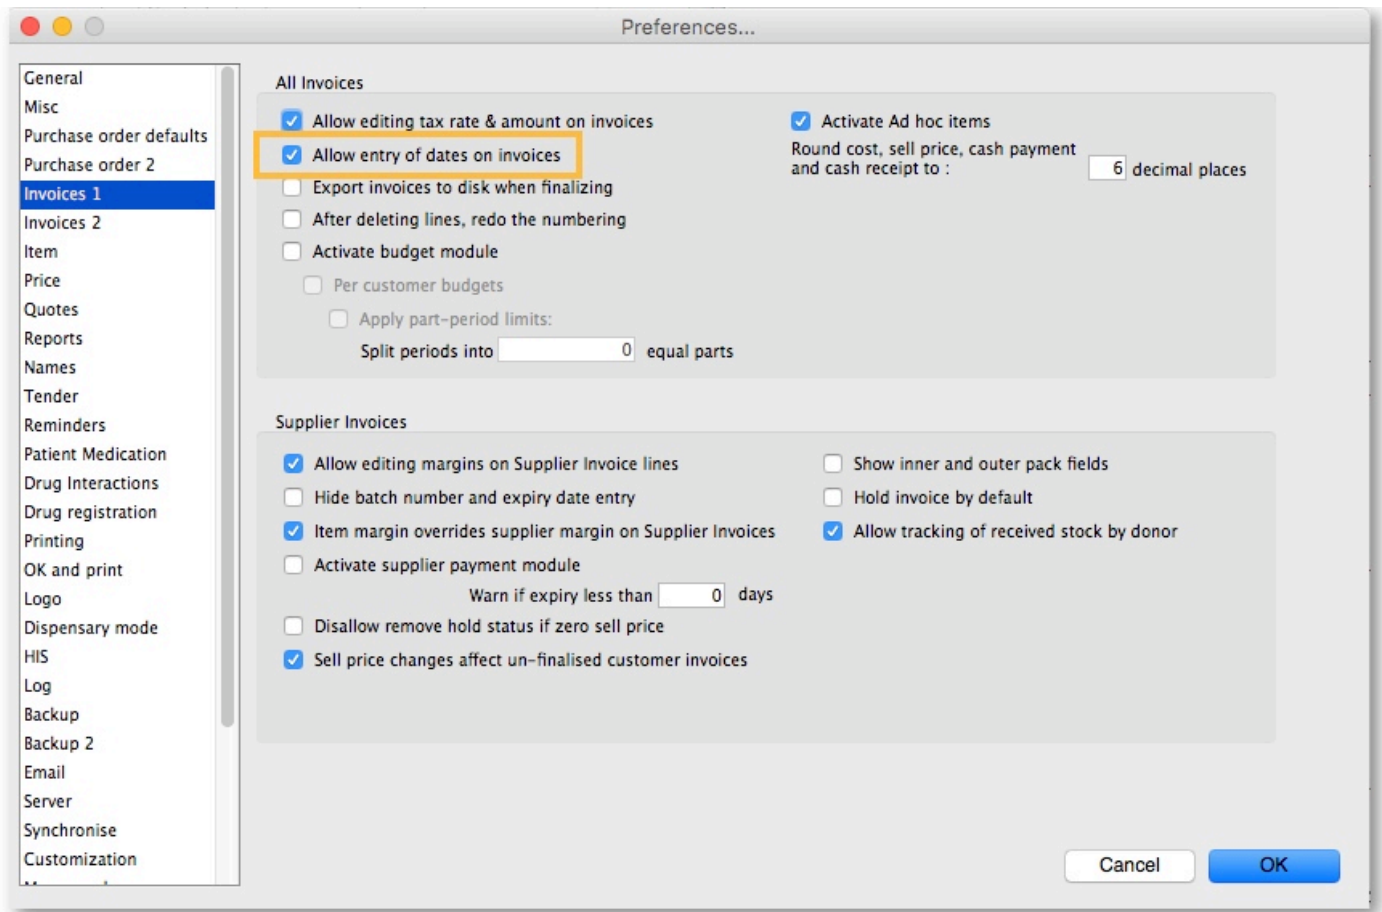 Preferences...
General
Misc
Purchase order defaults
Purchase order 2
Invoices 1
Invoices 2
Item
Price
Quotes
Reports
Names
Tender
Reminders
Patient Medication
Drug Interactions
Drug registration
Printing
OK and print
Logo
Dispensary mode
HIS
Log
Backup
Backup 2
Email
Server
Synchronise
Customization
All Invoices
Allow editing tax rate & amount on invoices
Allow entry of dates on invoices
Export invoices to disk when finalizing
After deleting lines, redo the numbering
Activate budget module
Per customer budgets
Apply part-period limits:
Split periods into 0 equal parts
Activate Ad hoc items
Round cost, sell price, cash payment
and cash receipt to : 6 decimal places
Supplier Invoices
Allow editing margins on Supplier Invoice lines
Hide batch number and expiry date entry
Item margin overrides supplier margin on Supplier Invoices
Activate supplier payment module
Warn if expiry less than 0 days
Disallow remove hold status if zero sell price
Sell price changes affect un-finalised customer invoices
Show inner and outer pack fields
Hold invoice by default
Allow tracking of received stock by donor
Cancel
OK